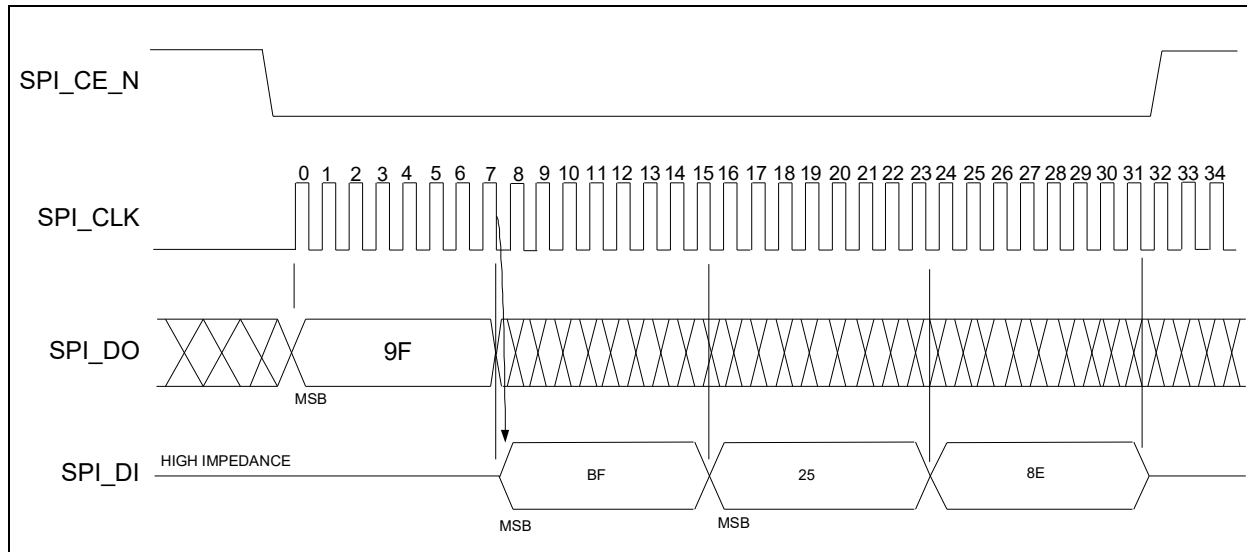 SPI_CE_N
0 1 2 3 4 5 6 7 8 9 10 11 12 13 14 15 16 17 18 19 20 21 22 23 24 25 26 27 28 29 30 31 32 33 34
SPI_CLK
SPI_DO
9F
MSB
HIGH IMPEDANCE
SPI_DI
BF 25 8E
MSB MSB